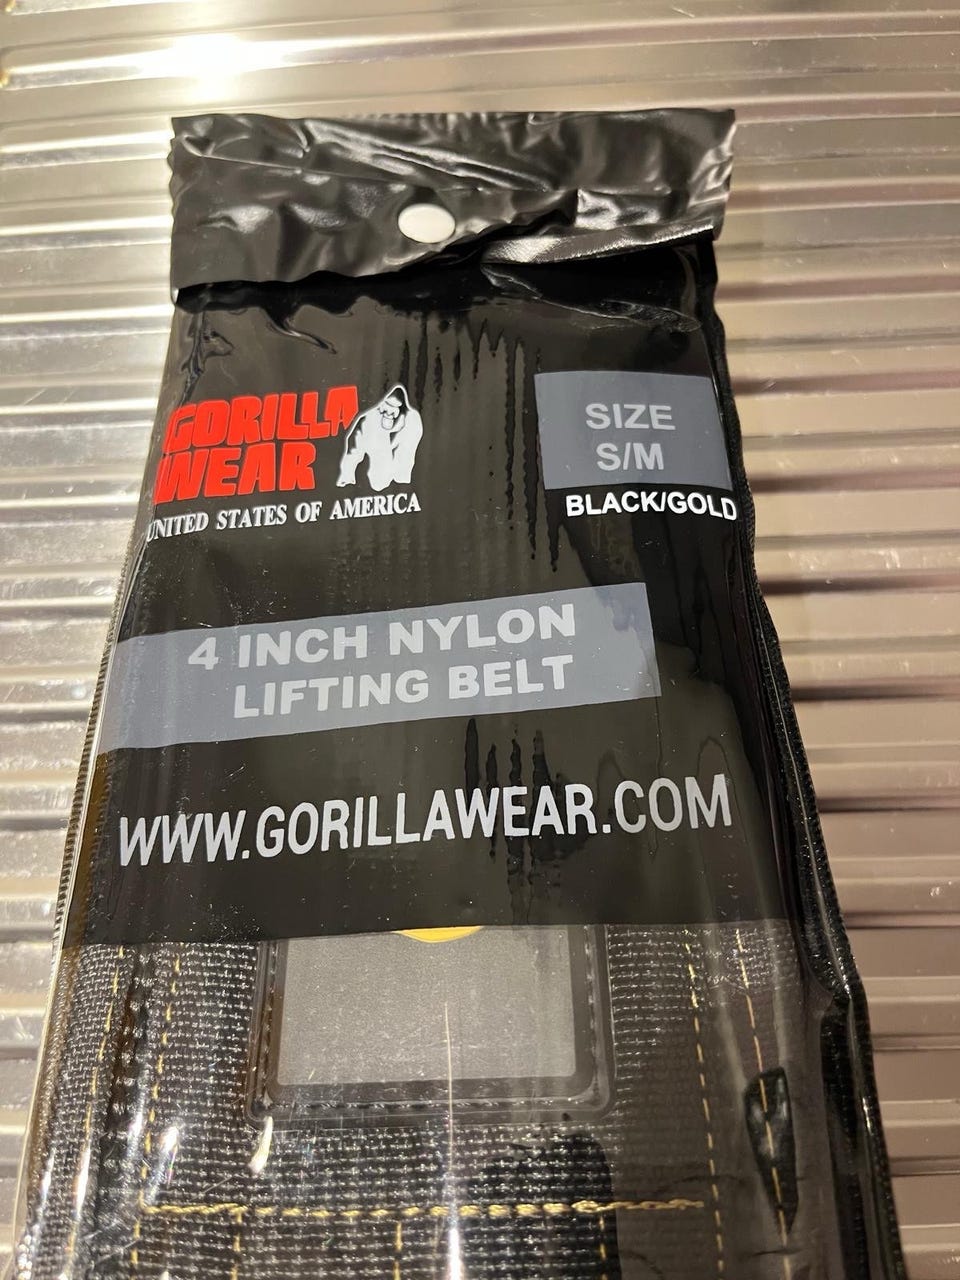 GORILLA
WEAR
UNITED STATES OF AMERICA
SIZE
S/M
BLACK/GOLD
4 INCH NYLON
LIFTING BELT
WWW.GORILLAWEAR.COM